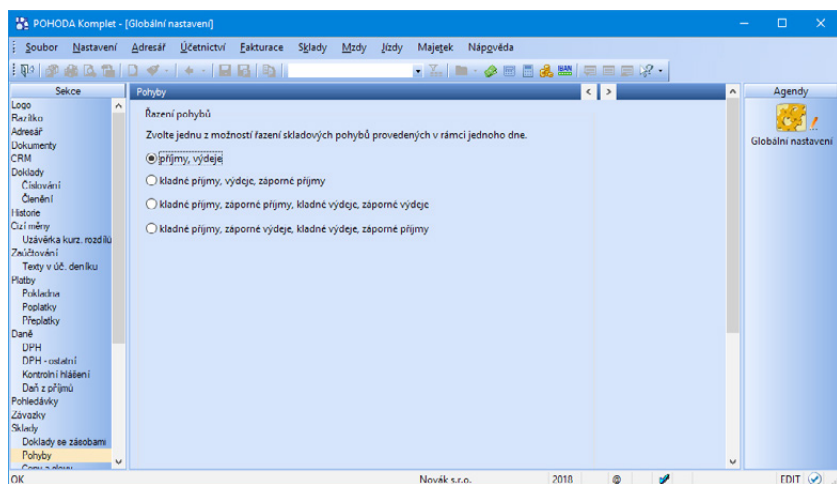 POHODA Komplet - [Globální nastavení]
Soubor Nastavení Adresář Účetnictví Fakturace Sklady Mzdy Jízdy Majetek Nápověda
Sekce
Pohyby
Agendy
Logo
Razítko
Adresář
Dokumenty
CRM
Doklady
Číslování
Členění
Historie
Cizí měny
Uzávěrka kurz. rozdílů
Zaúčtování
Texty v úč. deníku
Platby
Pokladna
Poplatky
Přeplatky
Daně
DPH
DPH - ostatní
Kontrolní hlášení
Daň z příjmů
Pohledávky
Závazky
Sklady
Doklady se zásobami
Pohyby
Ceny a slevy
Řazení pohybů
Zvolte jednu z možností řazení skladových pohybů provedených v rámci jednoho dne.
příjmy, výdeje
kladné příjmy, výdeje, záporné příjmy
kladné příjmy, záporné příjmy, kladné výdeje, záporné výdeje
kladné příjmy, záporné výdeje, kladné výdeje, záporné příjmy
Globální nastavení
OK Novák s.r.o. 2018 @ EDIT